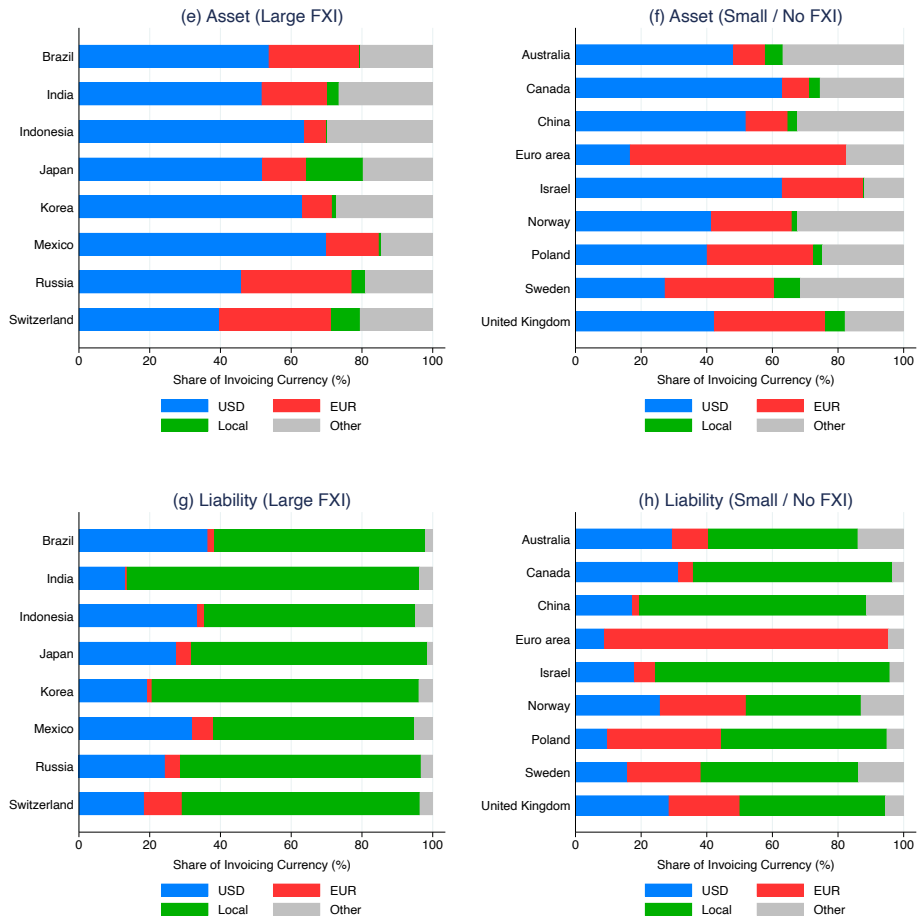 (e) Asset (Large FXI)
Brazil
India
Indonesia
Japan
Korea
Mexico
Russia
Switzerland
0 20 40 60 80 100
Share of Invoicing Currency (%)
USD EUR
Local Other
(f) Asset (Small / No FXI)
Australia
Canada
China
Euro area
Israel
Norway
Poland
Sweden
United Kingdom
0 20 40 60 80 100
Share of Invoicing Currency (%)
USD EUR
Local Other
(g) Liability (Large FXI)
Brazil
India
Indonesia
Japan
Korea
Mexico
Russia
Switzerland
0 20 40 60 80 100
Share of Invoicing Currency (%)
USD EUR
Local Other
(h) Liability (Small / No FXI)
Australia
Canada
China
Euro area
Israel
Norway
Poland
Sweden
United Kingdom
0 20 40 60 80 100
Share of Invoicing Currency (%)
USD EUR
Local Other